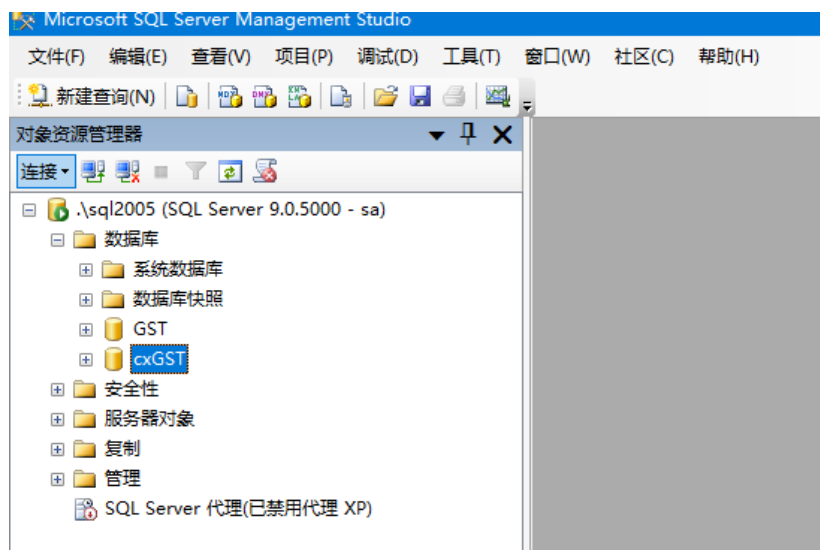 Microsoft SQL Server Management Studio
文件(F) 编辑(E) 查看(V) 项目(P) 调试(D) 工具(T) 窗口(W) 社区(C) 帮助(H)
新建查询(N)
对象资源管理器
连接
.\sql2005 (SQL Server 9.0.5000 - sa)
数据库
系统数据库
数据库快照
GST
cxGST
安全性
服务器对象
复制
管理
SQL Server 代理(已禁用代理 XP)